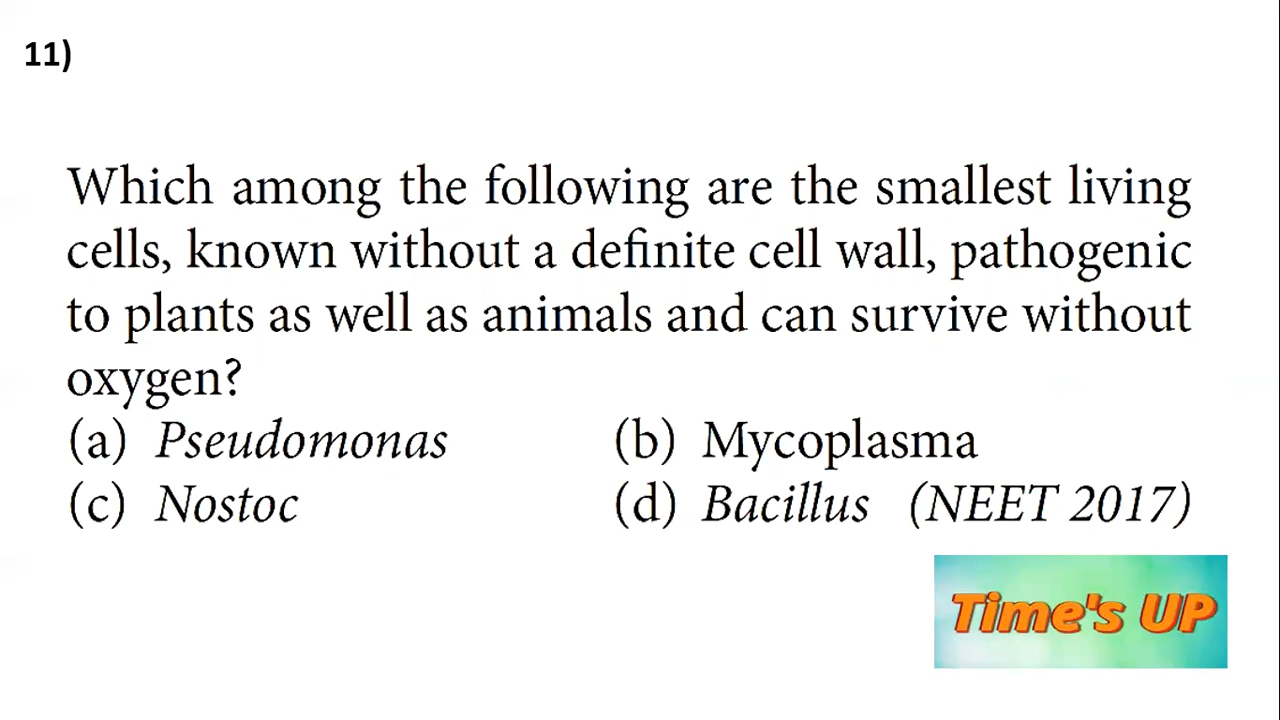 11)
Which among the following are the smallest living
cells, known without a definite cell wall, pathogenic
to plants as well as animals and can survive without
oxygen?
(a) Pseudomonas (b) Mycoplasma
(c) Nostoc (d) Bacillus (NEET 2017)
Time's UP